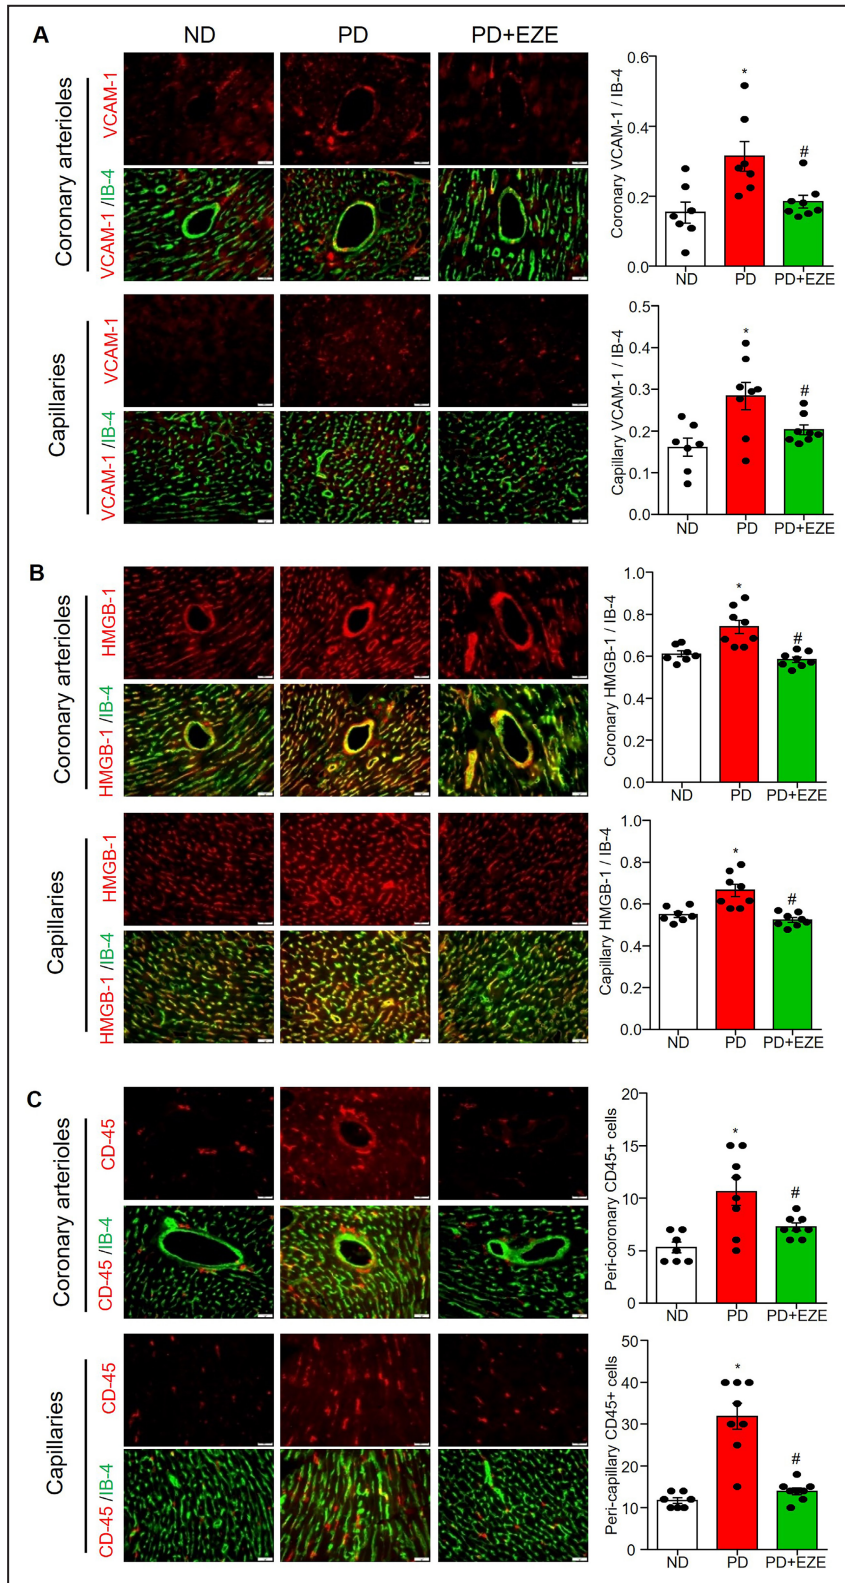 A
ND PD PD+EZE
Coronary arterioles
VCAM-1
VCAM-1 /IB-4
Coronary VCAM-1 / IB-4
0.6
0.4
0.2
0.0
ND PD PD+EZE
*
#
Capillaries
VCAM-1
VCAM-1 /IB-4
Capillary VCAM-1 / IB-4
0.5
0.4
0.3
0.2
0.1
0.0
ND PD PD+EZE
*
#
B
Coronary arterioles
HMGB-1
HMGB-1 /IB-4
Coronary HMGB-1 / IB-4
1.0
0.8
0.6
0.4
0.2
0.0
ND PD PD+EZE
*
#
Capillaries
HMGB-1
HMGB-1 /IB-4
Capillary HMGB-1 / IB-4
1.0
0.8
0.6
0.4
0.2
0.0
ND PD PD+EZE
*
#
C
Coronary arterioles
CD-45
CD-45 /IB-4
Peri-coronary CD45+ cells
20
15
10
5
0
ND PD PD+EZE
*
#
Capillaries
CD-45
CD-45 /IB-4
Peri-capillary CD45+ cells
50
40
30
20
10
0
ND PD PD+EZE
*
#